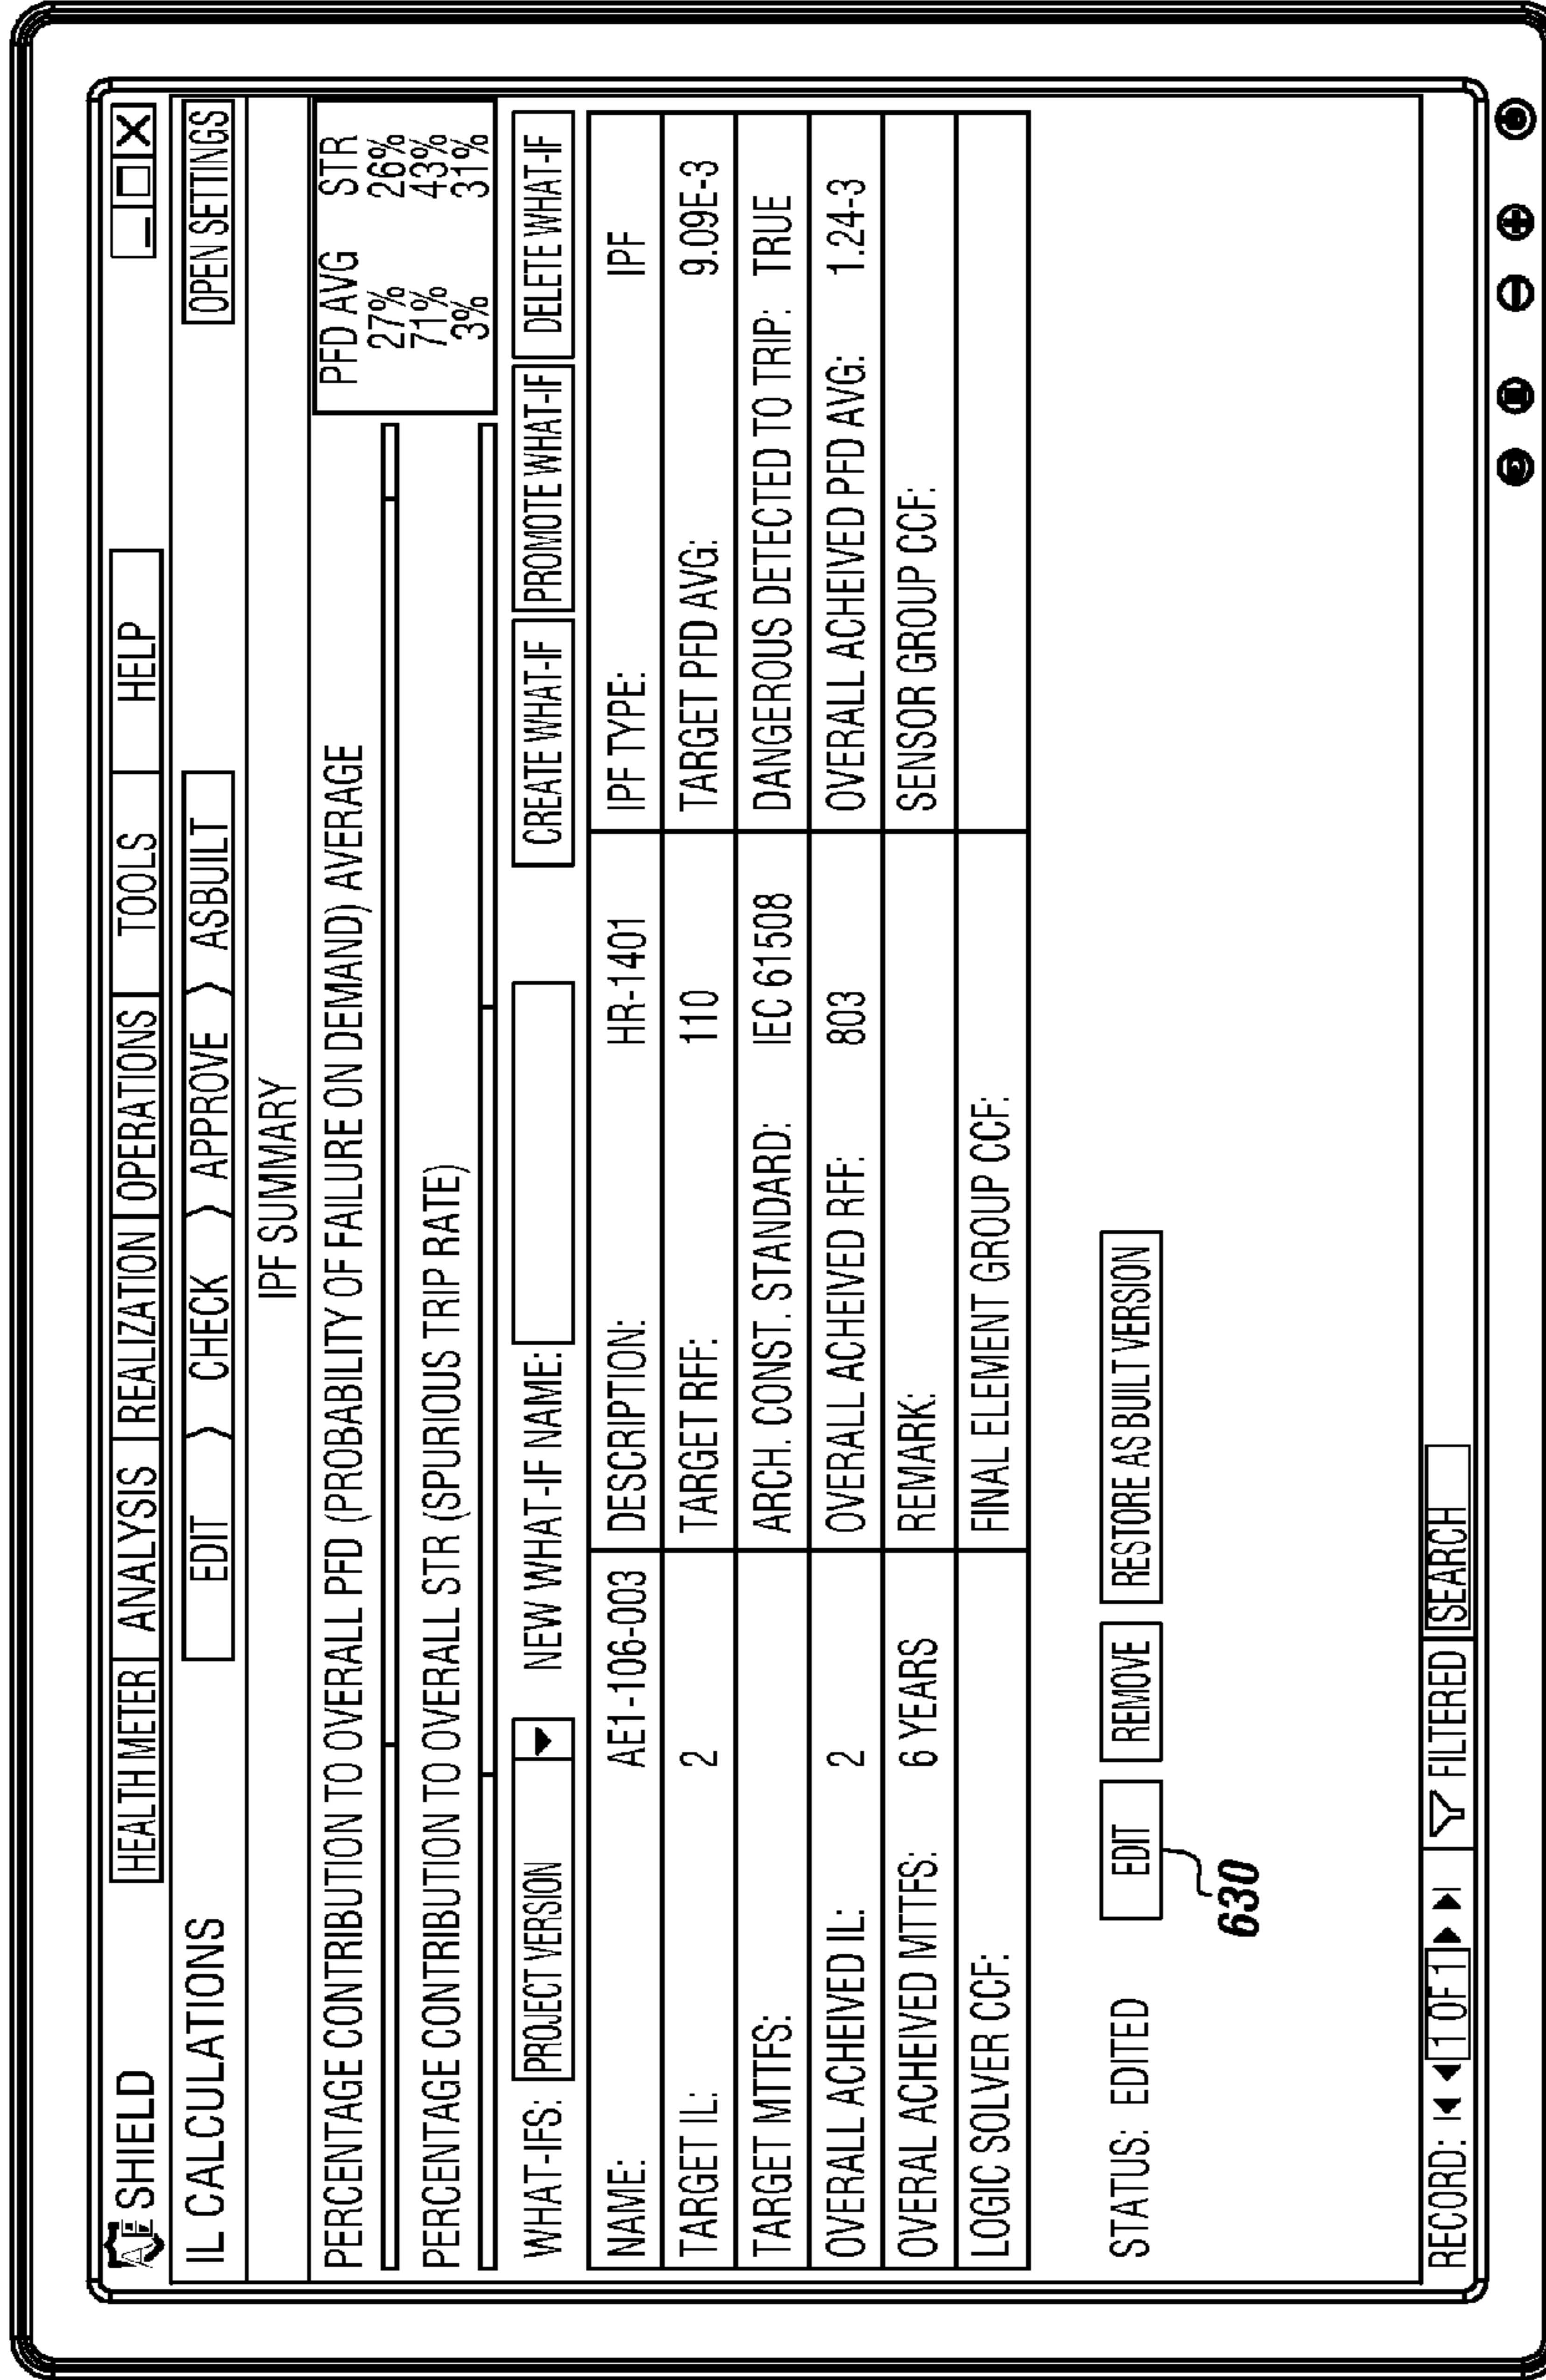 AE SHIELD
HEALTH METER ANALYSIS REALIZATION OPERATIONS TOOLS HELP
IL CALCULATIONS EDIT CHECK APPROVE ASBUILT OPEN SETTINGS
IPF SUMMARY
PFD AVG STR
PERCENTAGE CONTRIBUTION TO OVERALL PFD (PROBABILITY OF FAILURE ON DEMAND) AVERAGE
27% 26%
71% 43%
PERCENTAGE CONTRIBUTION TO OVERALL STR (SPURIOUS TRIP RATE)
3% 31%
WHAT-IFS: PROJECT VERSION NEW WHAT-IF NAME: CREATE WHAT-IF PROMOTE WHAT-IF DELETE WHAT-IF
NAME: AE1-106-003 DESCRIPTION: HR-1401 IPF TYPE: IPF
TARGET IL: 2 TARGET RFF: 110 TARGET PFD AVG: 9.09E-3
TARGET MTTFS: ARCH. CONST. STANDARD: IEC 61508 DANGEROUS DETECTED TO TRIP: TRUE
OVERALL ACHEIVED IL: 2 OVERALL ACHEIVED RFF: 803 OVERALL ACHEIVED PFD AVG: 1.24-3
OVERAL ACHEIVED MTTFS: 6 YEARS REMARK: SENSOR GROUP CCF:
LOGIC SOLVER CCF: FINAL ELEMENT GROUP CCF:
STATUS: EDITED EDIT REMOVE RESTORE AS BUILT VERSION
630
RECORD: 1 OF 1 FILTERED SEARCH